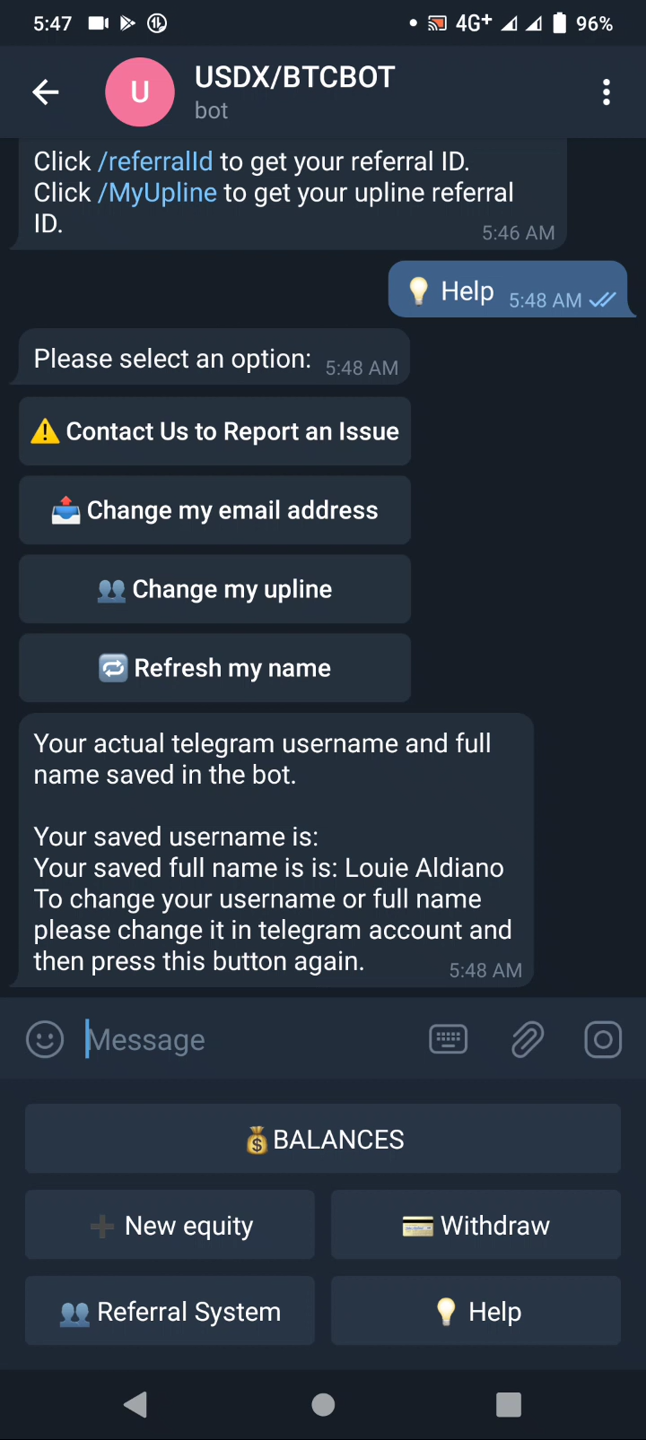 5:47
4G+
96%
USDX/BTCBOT
U
bot
Click /referralId to get your referral ID.
Click /MyUpline to get your upline referral
ID.
5:46 AM
Help 5:48 AM
Please select an option: 5:48 AM
Contact Us to Report an Issue
Change my email address
Change my upline
Refresh my name
Your actual telegram username and full
name saved in the bot.
Your saved username is:
Your saved full name is is: Louie Aldiano
To change your username or full name
please change it in telegram account and
then press this button again. 5:48 AM
Message
BALANCES
New equity
Withdraw
Referral System
Help